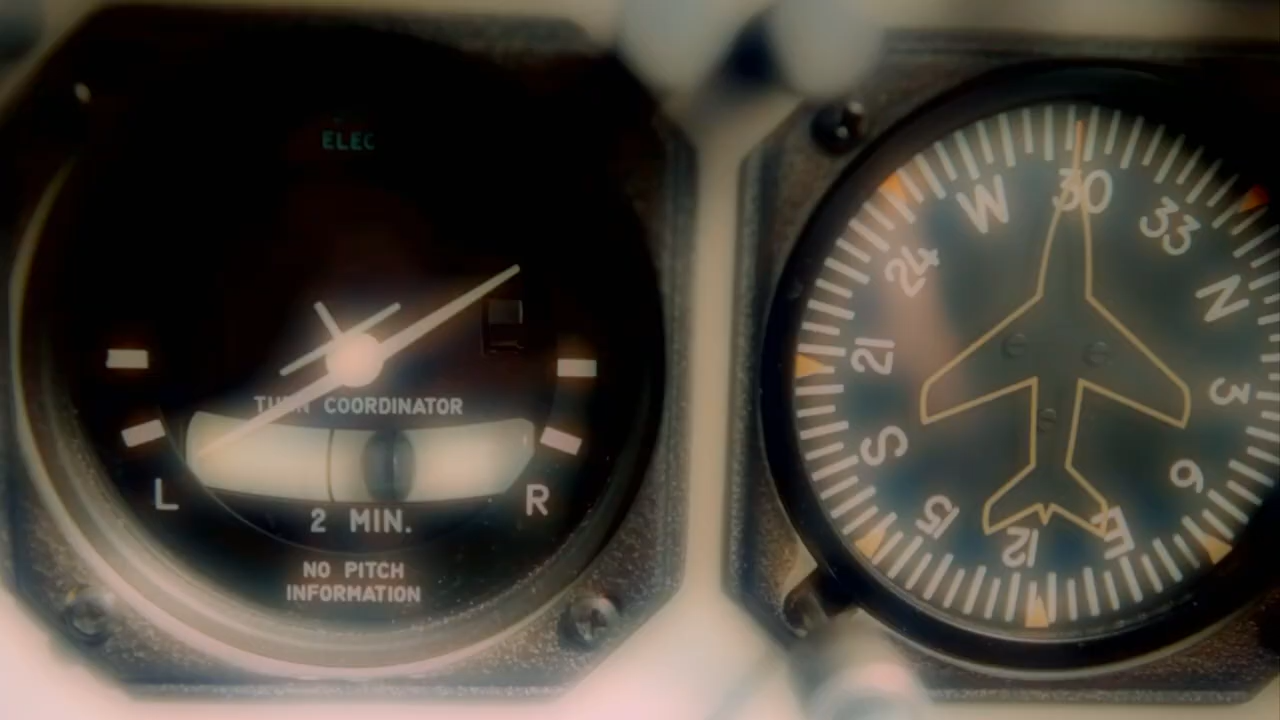 ELEC
TURN COORDINATOR
L
R
2 MIN.
NO PITCH
INFORMATION
30
33
N
3
6
E
12
15
S
21
24
W